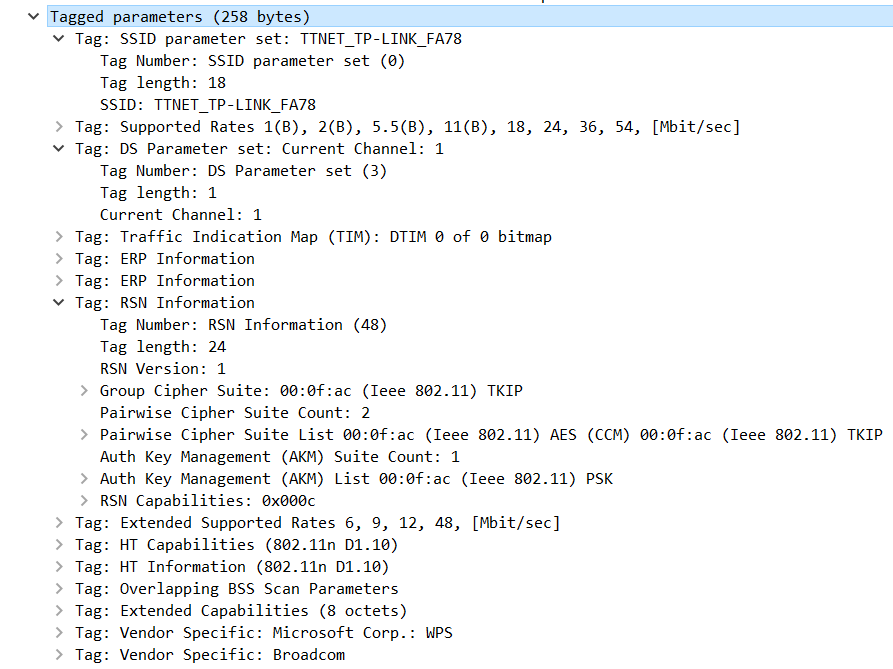 Tagged parameters (258 bytes)
Tag: SSID parameter set: TTNET_TP-LINK_FA78
Tag Number: SSID parameter set (0)
Tag length: 18
SSID: TTNET_TP-LINK_FA78
Tag: Supported Rates 1(B), 2(B), 5.5(B), 11(B), 18, 24, 36, 54, [Mbit/sec]
Tag: DS Parameter set: Current Channel: 1
Tag Number: DS Parameter set (3)
Tag length: 1
Current Channel: 1
Tag: Traffic Indication Map (TIM): DTIM 0 of 0 bitmap
Tag: ERP Information
Tag: ERP Information
Tag: RSN Information
Tag Number: RSN Information (48)
Tag length: 24
RSN Version: 1
Group Cipher Suite: 00:0f:ac (Ieee 802.11) TKIP
Pairwise Cipher Suite Count: 2
Pairwise Cipher Suite List 00:0f:ac (Ieee 802.11) AES (CCM) 00:0f:ac (Ieee 802.11) TKIP
Auth Key Management (AKM) Suite Count: 1
Auth Key Management (AKM) List 00:0f:ac (Ieee 802.11) PSK
RSN Capabilities: 0x000c
Tag: Extended Supported Rates 6, 9, 12, 48, [Mbit/sec]
Tag: HT Capabilities (802.11n D1.10)
Tag: HT Information (802.11n D1.10)
Tag: Overlapping BSS Scan Parameters
Tag: Extended Capabilities (8 octets)
Tag: Vendor Specific: Microsoft Corp.: WPS
Tag: Vendor Specific: Broadcom